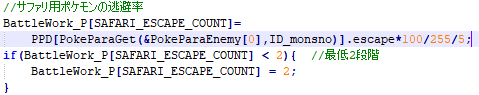 //サファリ用ポケモンの逃避率
BattleWork_P[SAFARI_ESCAPE_COUNT]=
PPD[PokeParaGet(&PokeParaEnemy[0],ID_monsno)].escape*100/255/5;
if(BattleWork_P[SAFARI_ESCAPE_COUNT] < 2){ //最低2段階
BattleWork_P[SAFARI_ESCAPE_COUNT] = 2;
}